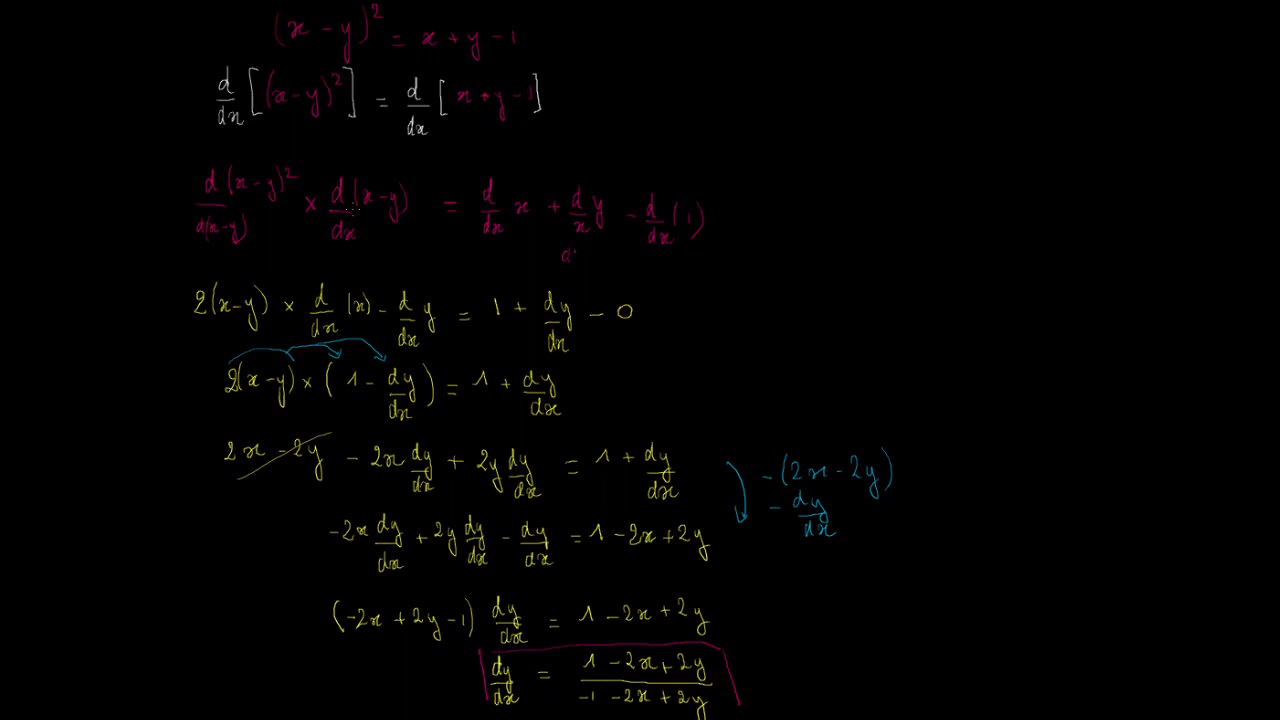 (x - y)² = x + y - 1
d/dx [(x - y)²] = d/dx [x + y - 1]
d(x - y)²/d(x-y) × d(x-y)/dx = d/dx x + d/x y - d/dx (1)
d
2(x-y) × d/dx (x) - d/dx y = 1 + dy/dx - 0
2(x-y) × (1 - dy/dx) = 1 + dy/dx
2x - 2y - 2x dy/dx + 2y dy/dx = 1 + dy/dx
-(2x - 2y)
- dy/dx
-2x dy/dx + 2y dy/dx - dy/dx = 1 - 2x + 2y
(-2x + 2y - 1) dy/dx = 1 - 2x + 2y
dy/dx = (1 - 2x + 2y)/(-1 - 2x + 2y)